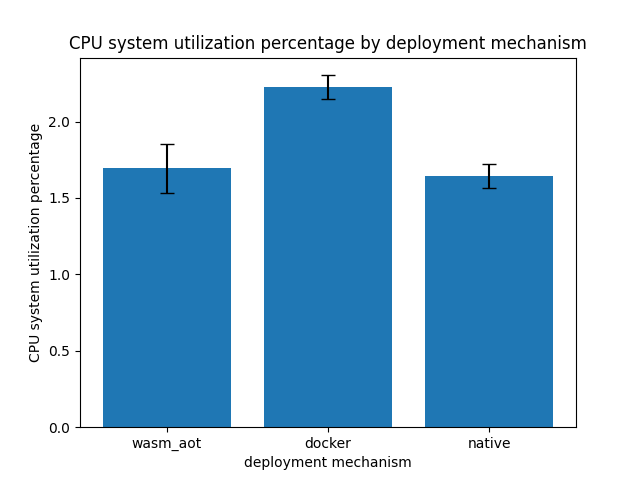 CPU system utilization percentage by deployment mechanism
CPU system utilization percentage
2.0
1.5
1.0
0.5
0.0
wasm_aot docker native
deployment mechanism